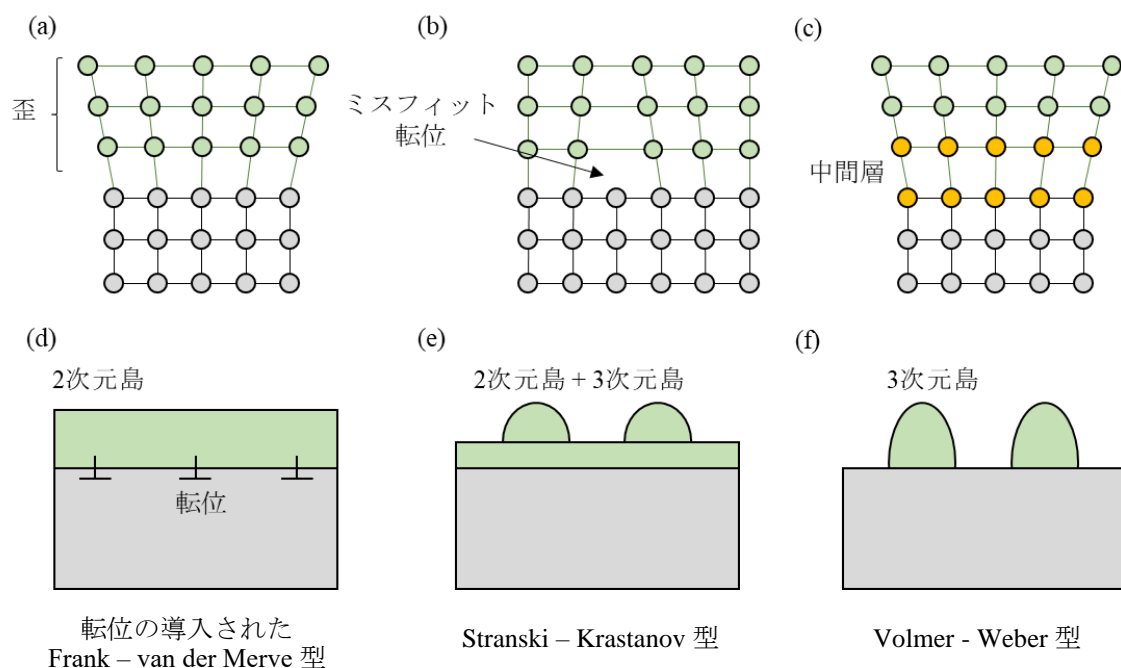 (a)
(b)
(c)
歪
ミスフィット
転位
中間層
(d)
(e)
(f)
2次元島
2次元島 + 3次元島
3次元島
転位
転位の導入された
Frank – van der Merve 型
Stranski – Krastanov 型
Volmer - Weber 型